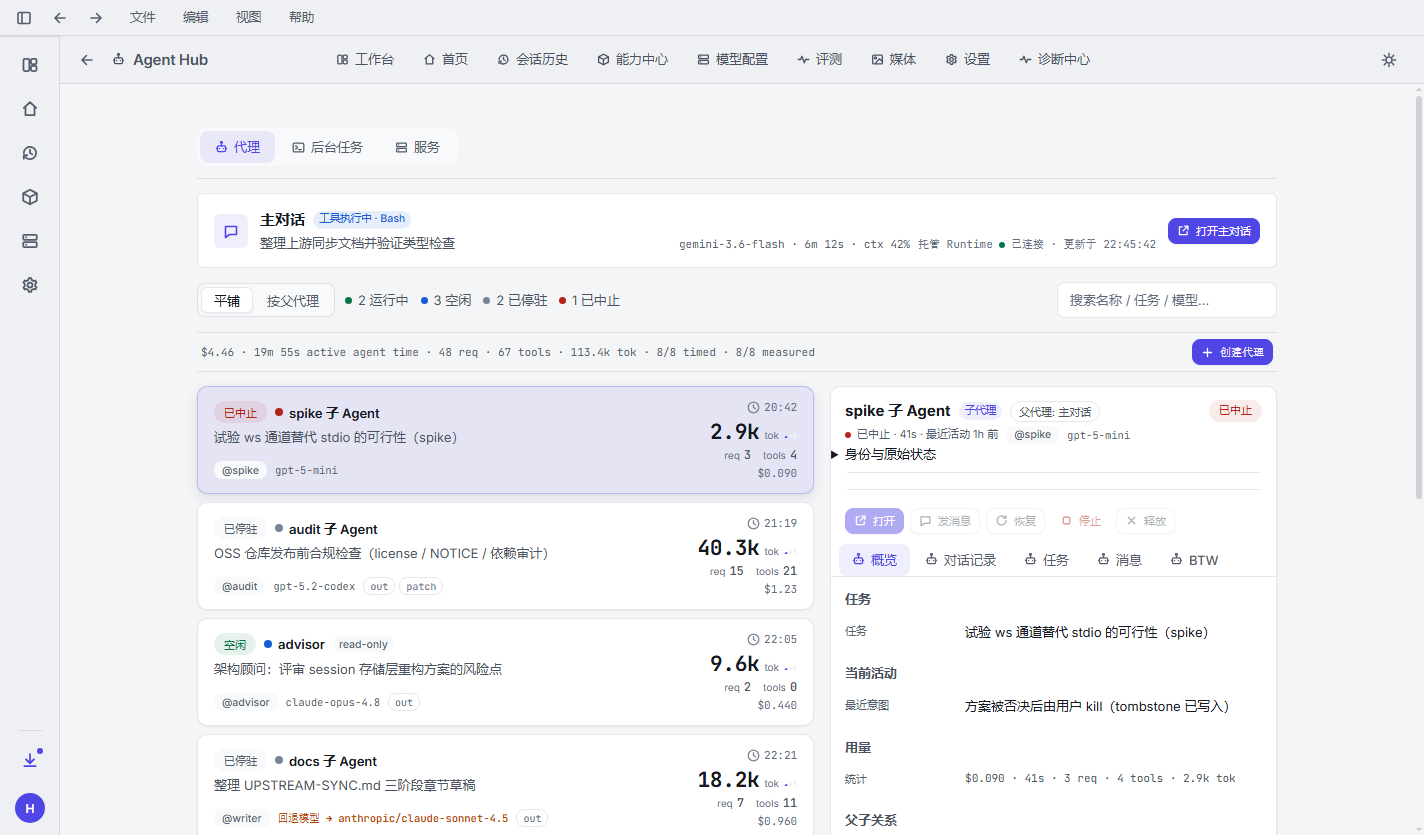 文件 编辑 视图 帮助
Agent Hub 工作台 首页 会话历史 能力中心 模型配置 评测 媒体 设置 诊断中心
代理 后台任务 服务
主对话 工具执行中 · Bash
整理上游同步文档并验证类型检查
gemini-3.6-flash · 6m 12s · ctx 42% 托管 Runtime 已连接 · 更新于 22:45:42
打开主对话
平铺 按父代理 2 运行中 3 空闲 2 已停驻 1 已中止
搜索名称 / 任务 / 模型...
$4.46 · 19m 55s active agent time · 48 req · 67 tools · 113.4k tok · 8/8 timed · 8/8 measured
创建代理
已中止 spike 子 Agent 20:42
试验 ws 通道替代 stdio 的可行性（spike） 2.9k tok
req 3 tools 4
@spike gpt-5-mini $0.090
已停驻 audit 子 Agent 21:19
OSS 仓库发布前合规检查（license / NOTICE / 依赖审计） 40.3k tok
req 15 tools 21
@audit gpt-5.2-codex out patch $1.23
空闲 advisor read-only 22:05
架构顾问：评审 session 存储层重构方案的风险点 9.6k tok
req 2 tools 0
@advisor claude-opus-4.8 out $0.440
已停驻 docs 子 Agent 22:21
整理 UPSTREAM-SYNC.md 三阶段章节草稿 18.2k tok
req 7 tools 11
@writer 回退模型 → anthropic/claude-sonnet-4.5 out $0.960
spike 子 Agent 子代理 父代理: 主对话 已中止
已中止 · 41s · 最近活动 1h 前 @spike gpt-5-mini
身份与原始状态
打开 发消息 恢复 停止 释放
概览 对话记录 任务 消息 BTW
任务
任务 试验 ws 通道替代 stdio 的可行性（spike）
当前活动
最近意图 方案被否决后由用户 kill（tombstone 已写入）
用量
统计 $0.090 · 41s · 3 req · 4 tools · 2.9k tok
父子关系
H